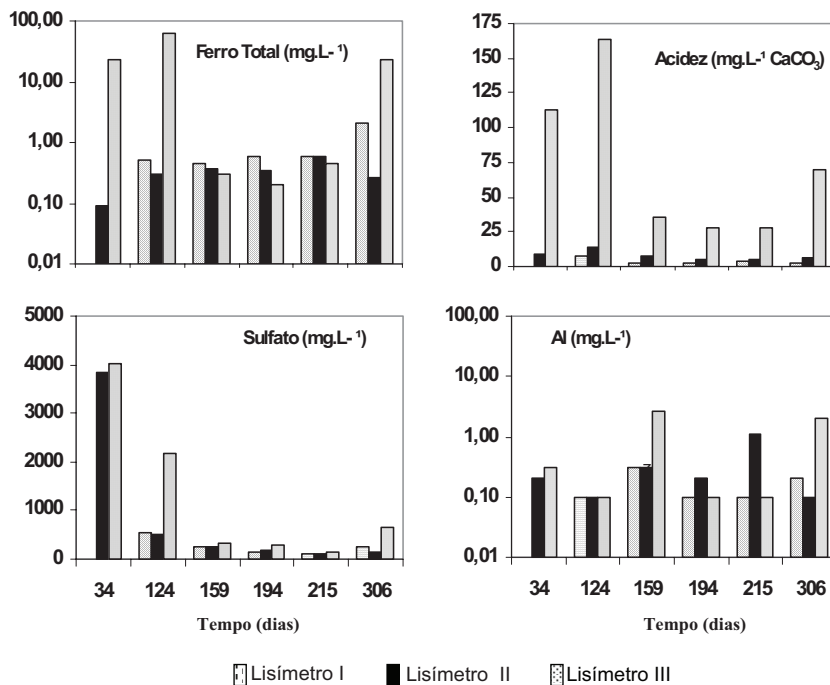 Ferro Total (mg.L-¹)
100,00
10,00
1,00
0,10
0,01
Acidez (mg.L-¹ CaCO₃)
175
150
125
100
75
50
25
0
Sulfato (mg.L-¹)
5000
4000
3000
2000
1000
0
34 124 159 194 215 306
Tempo (dias)
Al (mg.L-¹)
100,00
10,00
1,00
0,10
0,01
34 124 159 194 215 306
Tempo (dias)
Lisímetro I Lisímetro II Lisímetro III